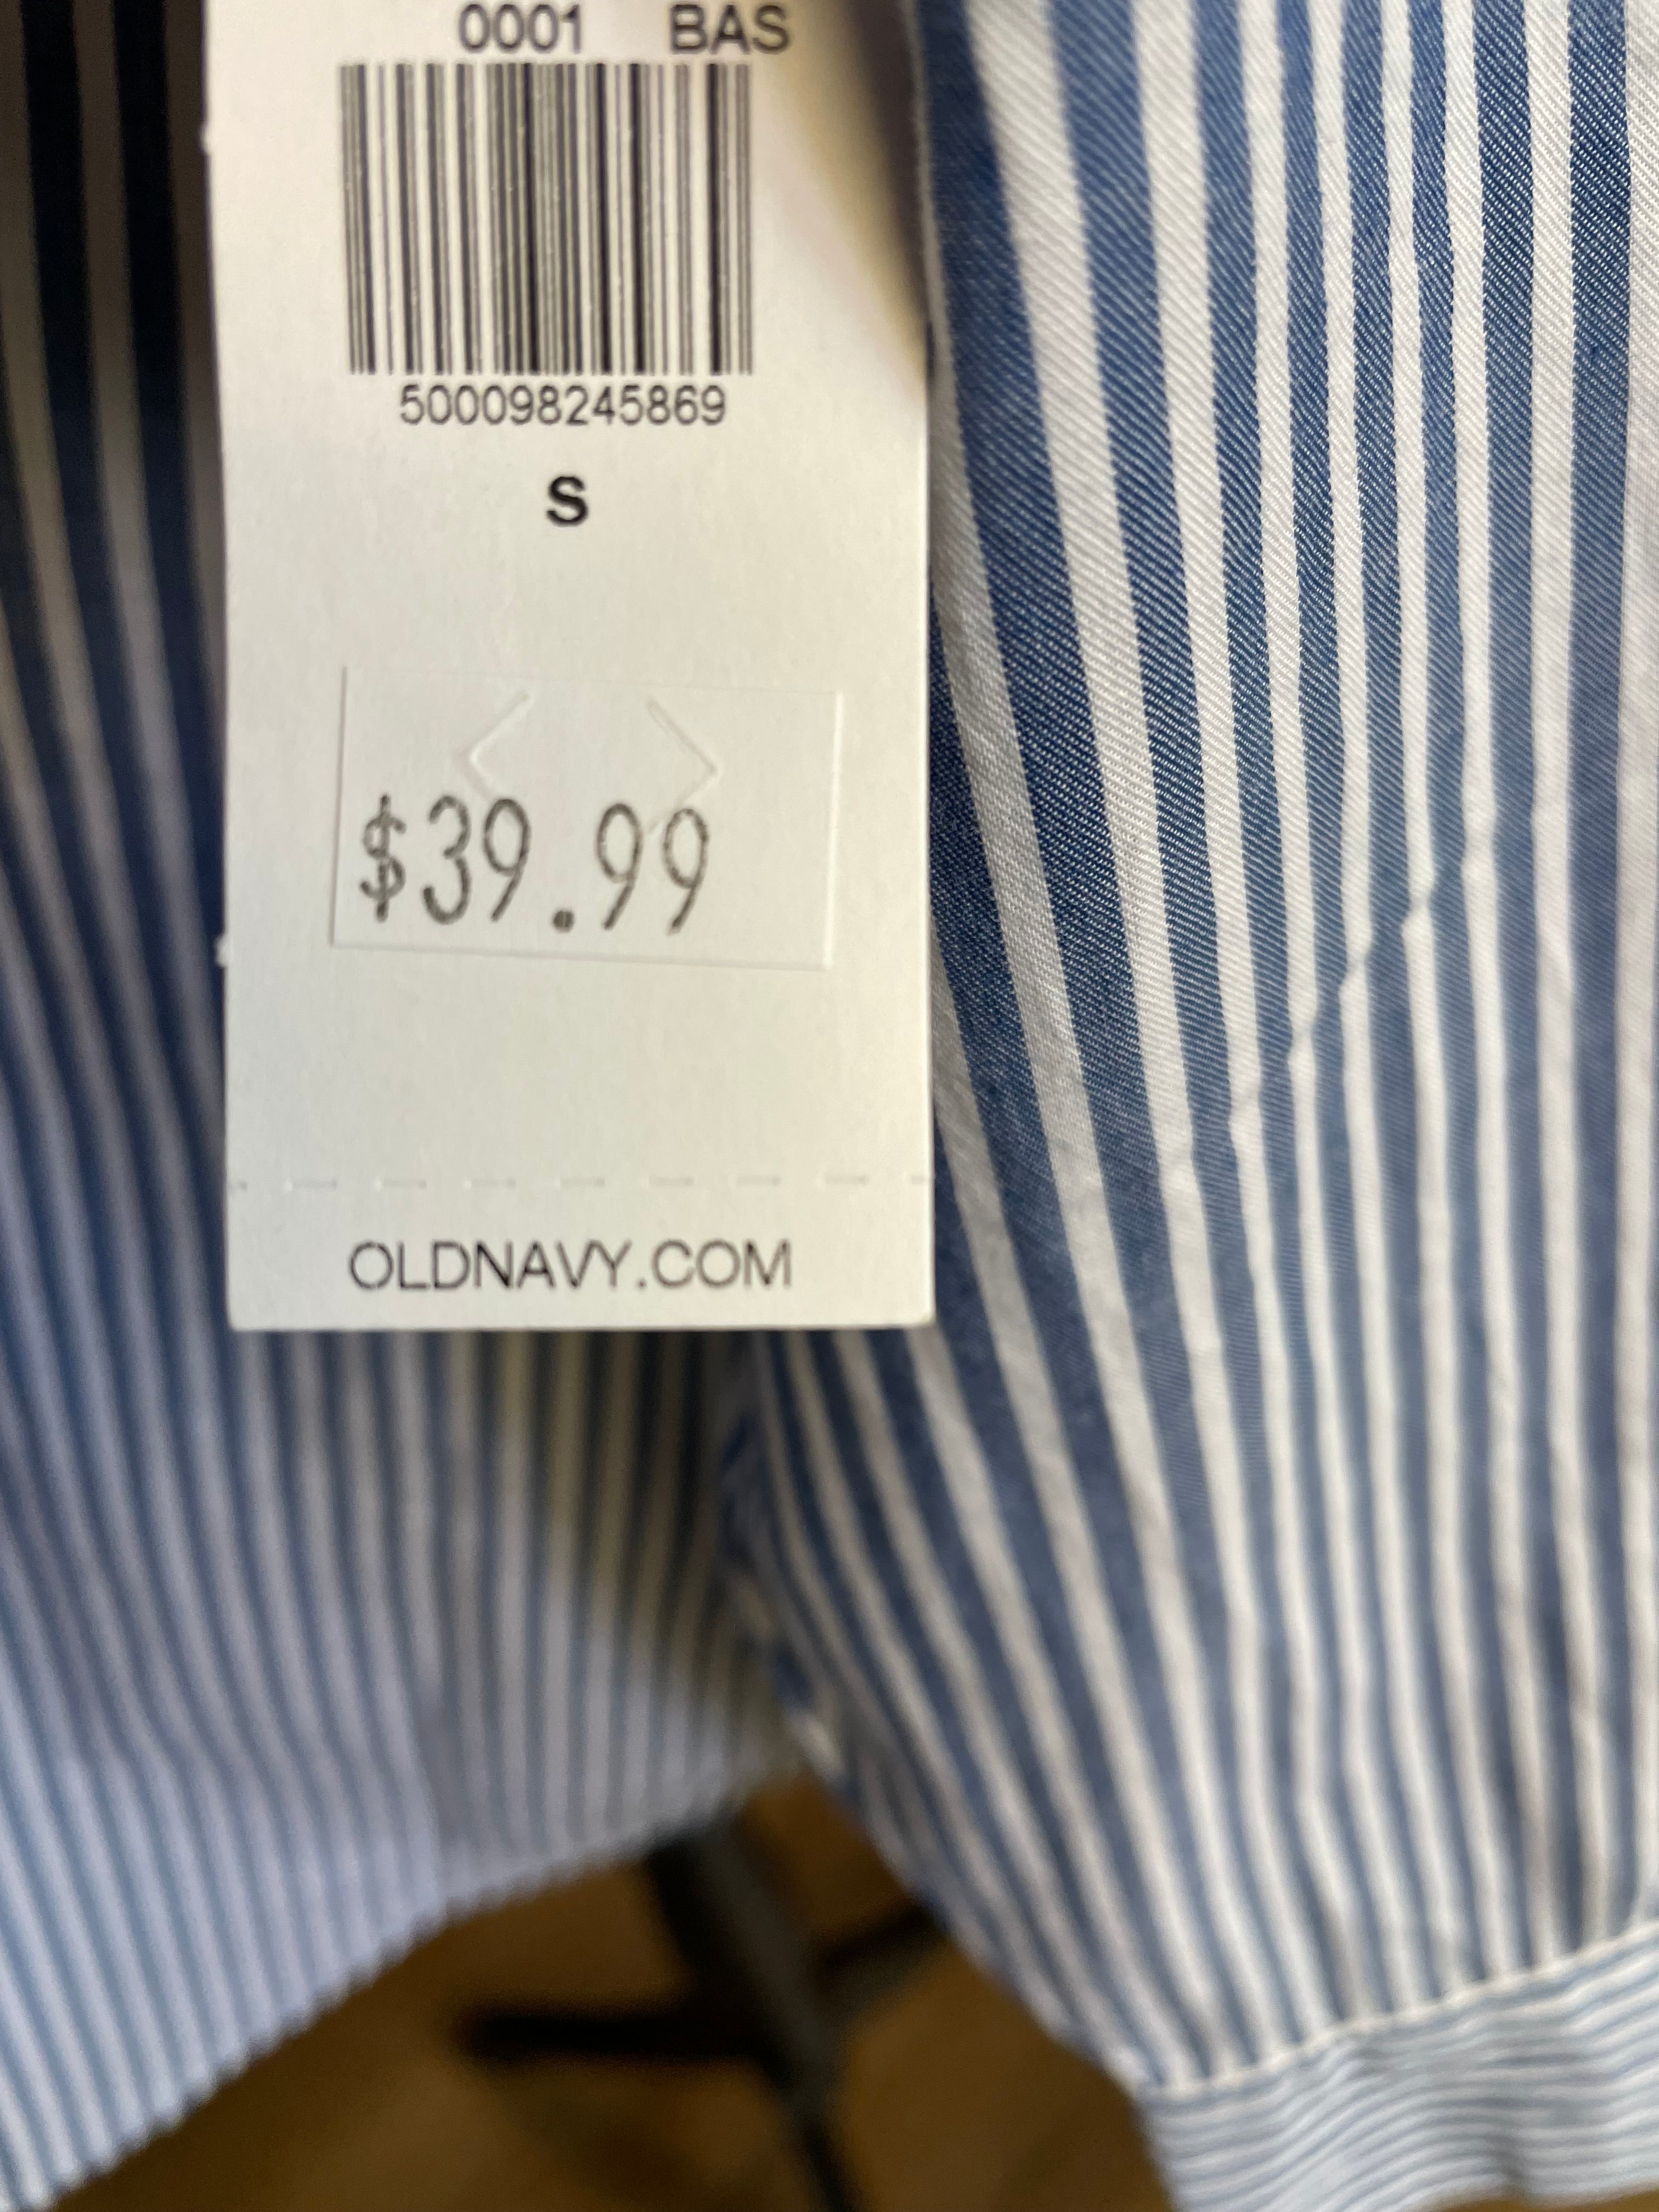 0001 BAS
500098245869
S
$39.99
OLDNAVY.COM